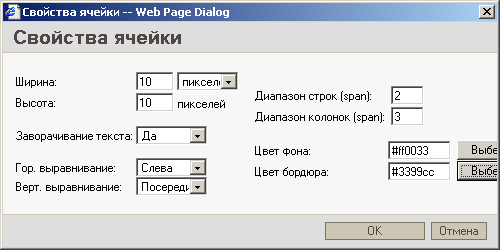 Свойства ячейки -- Web Page Dialog
Свойства ячейки
Ширина: 10 пикселе
Высота: 10 пикселей
Диапазон строк (span): 2
Диапазон колонок (span): 3
Заворачивание текста: Да
Цвет фона: #ff0033 Выбе
Гор. выравнивание: Слева
Цвет бордюра: #3399cc Выбе
Верт. выравнивание: Посереди
OK Отмена